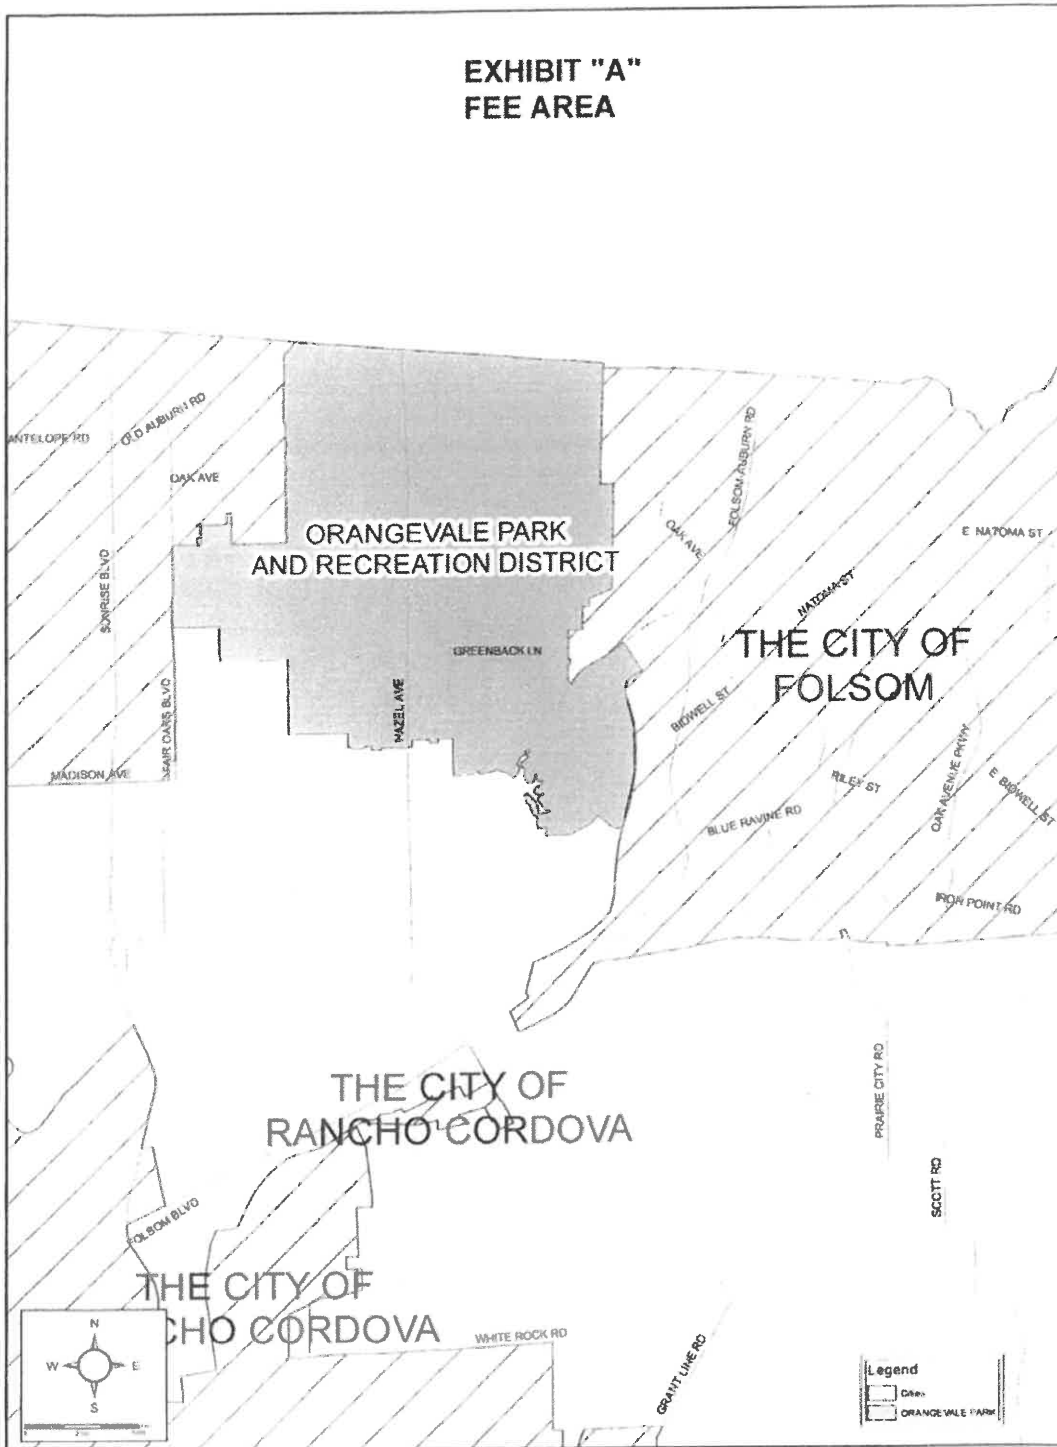 EXHIBIT "A"
FEE AREA
ANTELOPE RD
OLD AUBURN RD
OAK AVE
FOLSOM-AUBURN RD
OAK AVE
E NATOMA ST
ORANGEVALE PARK
AND RECREATION DISTRICT
SUNRISE BLVD
NATOMA ST
GREENBACK LN
THE CITY OF
FOLSOM
HAZEL AVE
FAIR OAKS BLVD
BIDWELL ST
MADISON AVE
RILEY ST
OAK AVENUE PKWY
E BIDWELL ST
BLUE RAVINE RD
IRON POINT RD
PRAIRIE CITY RD
THE CITY OF
RANCHO CORDOVA
SCOTT RD
FOLSOM BLVD
THE CITY OF
CHO CORDOVA
WHITE ROCK RD
GRANT LINE RD
N
W E
S
Legend
Cities
ORANGEVALE PARK